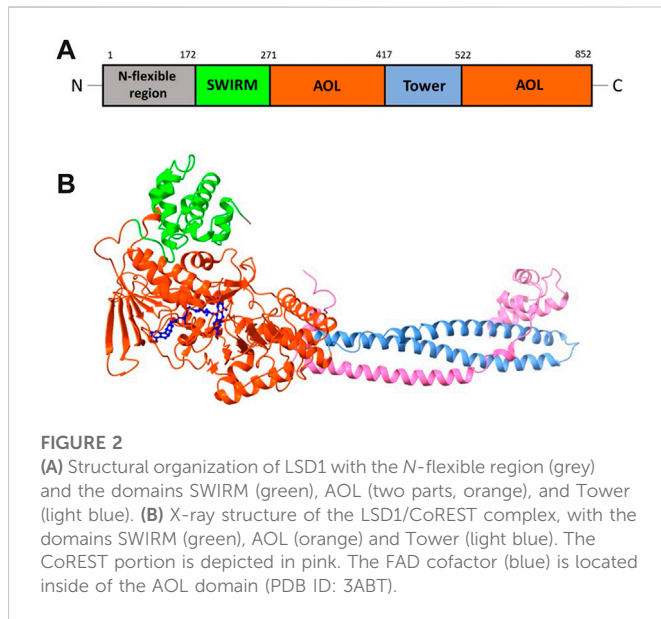 A
1 172 271 417 522 852
N N-flexible region SWIRM AOL Tower AOL C
B
FIGURE 2
(A) Structural organization of LSD1 with the N-flexible region (grey)
and the domains SWIRM (green), AOL (two parts, orange), and Tower
(light blue). (B) X-ray structure of the LSD1/CoREST complex, with the
domains SWIRM (green), AOL (orange) and Tower (light blue). The
CoREST portion is depicted in pink. The FAD cofactor (blue) is located
inside of the AOL domain (PDB ID: 3ABT).